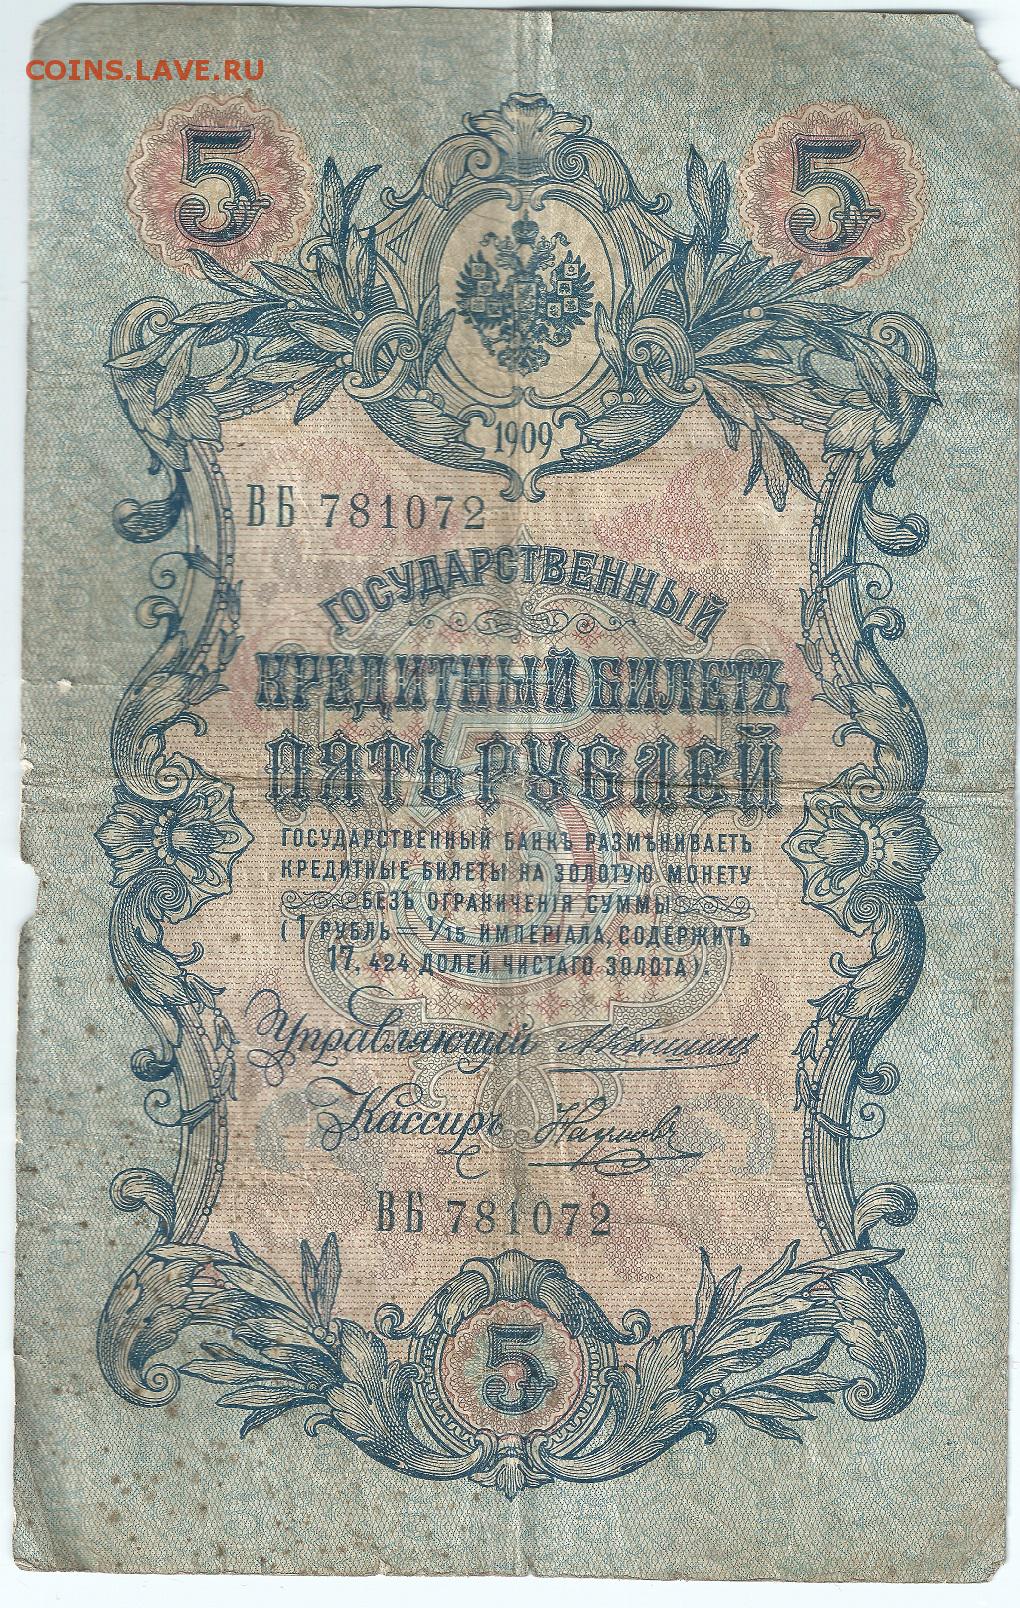 COINS.LAVE.RU
5 5
1909
ВБ 781072
ГОСУДАРСТВЕННЫЙ
КРЕДИТНЫЙ БИЛЕТЪ
ПЯТЬ РУБЛЕЙ
ГОСУДАРСТВЕННЫЙ БАНКЪ РАЗМѢНИВАЕТЪ
КРЕДИТНЫЕ БИЛЕТЫ НА ЗОЛОТУЮ МОНЕТУ
БЕЗЪ ОГРАНИЧЕНІЯ СУММЫ
(1 РУБЛЬ = 1/15 ИМПЕРІАЛА, СОДЕРЖИТЪ
17,424 ДОЛЕЙ ЧИСТАГО ЗОЛОТА).
Управляющій АКоншинъ
Кассиръ Наумовъ
ВБ 781072
5